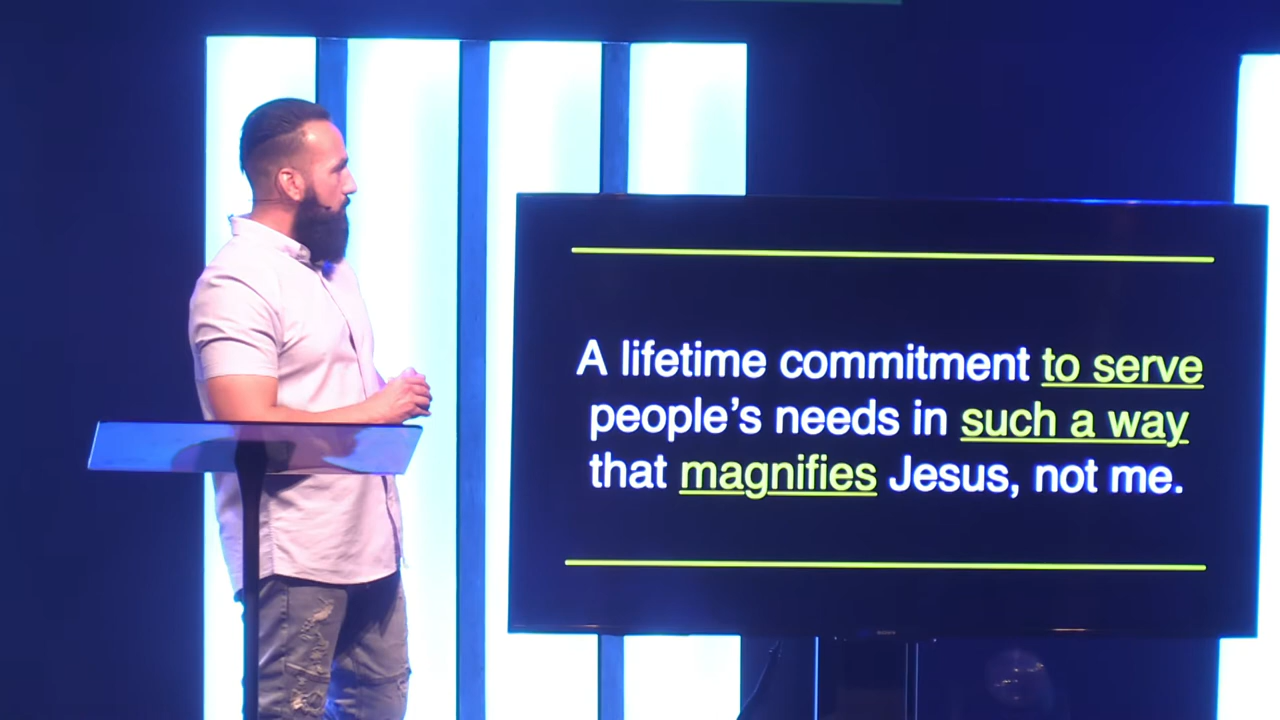 A lifetime commitment to serve
people's needs in such a way
that magnifies Jesus, not me.